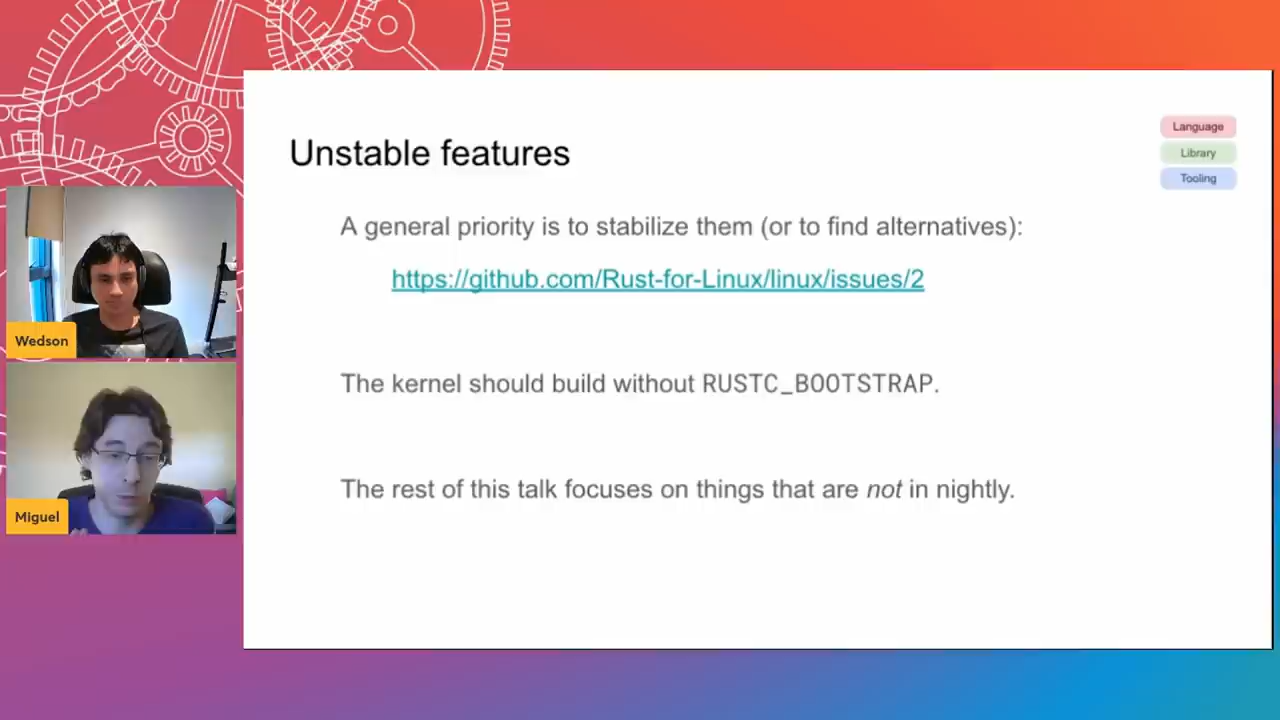 Unstable features
Language
Library
Tooling
A general priority is to stabilize them (or to find alternatives):
https://github.com/Rust-for-Linux/linux/issues/2
The kernel should build without RUSTC_BOOTSTRAP.
The rest of this talk focuses on things that are not in nightly.
Wedson
Miguel